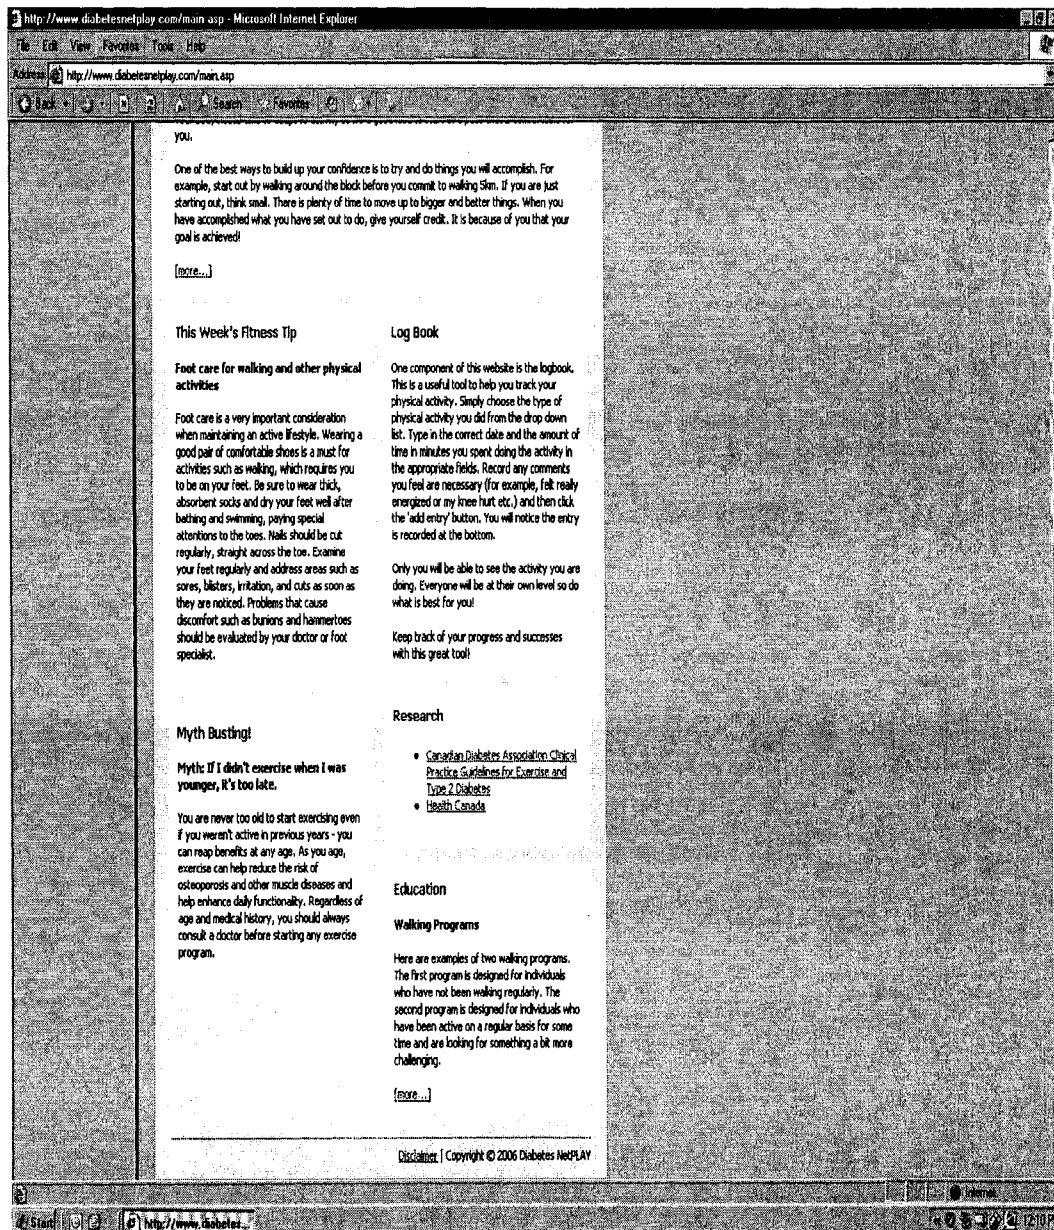 http://www.diabetesnetplay.com/main.asp - Microsoft Internet Explorer
File Edit View Favorites Tools Help
Address http://www.diabetesnetplay.com/main.asp
Back Search Favorites
you.
One of the best ways to build up your confidence is to try and do things you will accomplish. For
example, start out by walking around the block before you commit to walking 5km. If you are just
starting out, think small. There is plenty of time to move up to bigger and better things. When you
have accomplished what you have set out to do, give yourself credit. It is because of you that your
goal is achieved!
[more...]
This Week's Fitness Tip
Foot care for walking and other physical
activities
Foot care is a very important consideration
when maintaining an active lifestyle. Wearing a
good pair of comfortable shoes is a must for
activities such as walking, which requires you
to be on your feet. Be sure to wear thick,
absorbent socks and dry your feet well after
bathing and swimming, paying special
attentions to the toes. Nails should be cut
regularly, straight across the toe. Examine
your feet regularly and address areas such as
sores, blisters, irritation, and cuts as soon as
they are noticed. Problems that cause
discomfort such as bunions and hammertoes
should be evaluated by your doctor or foot
specialist.
Myth Busting!
Myth: If I didn't exercise when I was
younger, it's too late.
You are never too old to start exercising even
if you weren't active in previous years - you
can reap benefits at any age. As you age,
exercise can help reduce the risk of
osteoporosis and other muscle diseases and
help enhance daily functionality. Regardless of
age and medical history, you should always
consult a doctor before starting any exercise
program.
Log Book
One component of this website is the logbook.
This is a useful tool to help you track your
physical activity. Simply choose the type of
physical activity you did from the drop down
list. Type in the correct date and the amount of
time in minutes you spent doing the activity in
the appropriate fields. Record any comments
you feel are necessary (for example, felt really
energized or my knee hurt etc.) and then click
the 'add entry' button. You will notice the entry
is recorded at the bottom.
Only you will be able to see the activity you are
doing. Everyone will be at their own level so do
what is best for you!
Keep track of your progress and successes
with this great tool!
Research
• Canadian Diabetes Association Clinical
Practice Guidelines for Exercise and
Type 2 Diabetes
• Health Canada
Education
Walking Programs
Here are examples of two walking programs.
The first program is designed for individuals
who have not been walking regularly. The
second program is designed for individuals who
have been active on a regular basis for some
time and are looking for something a bit more
challenging.
[more...]
Disclaimer | Copyright © 2006 Diabetes NetPLAY
Internet
Start http://www.diabetes...